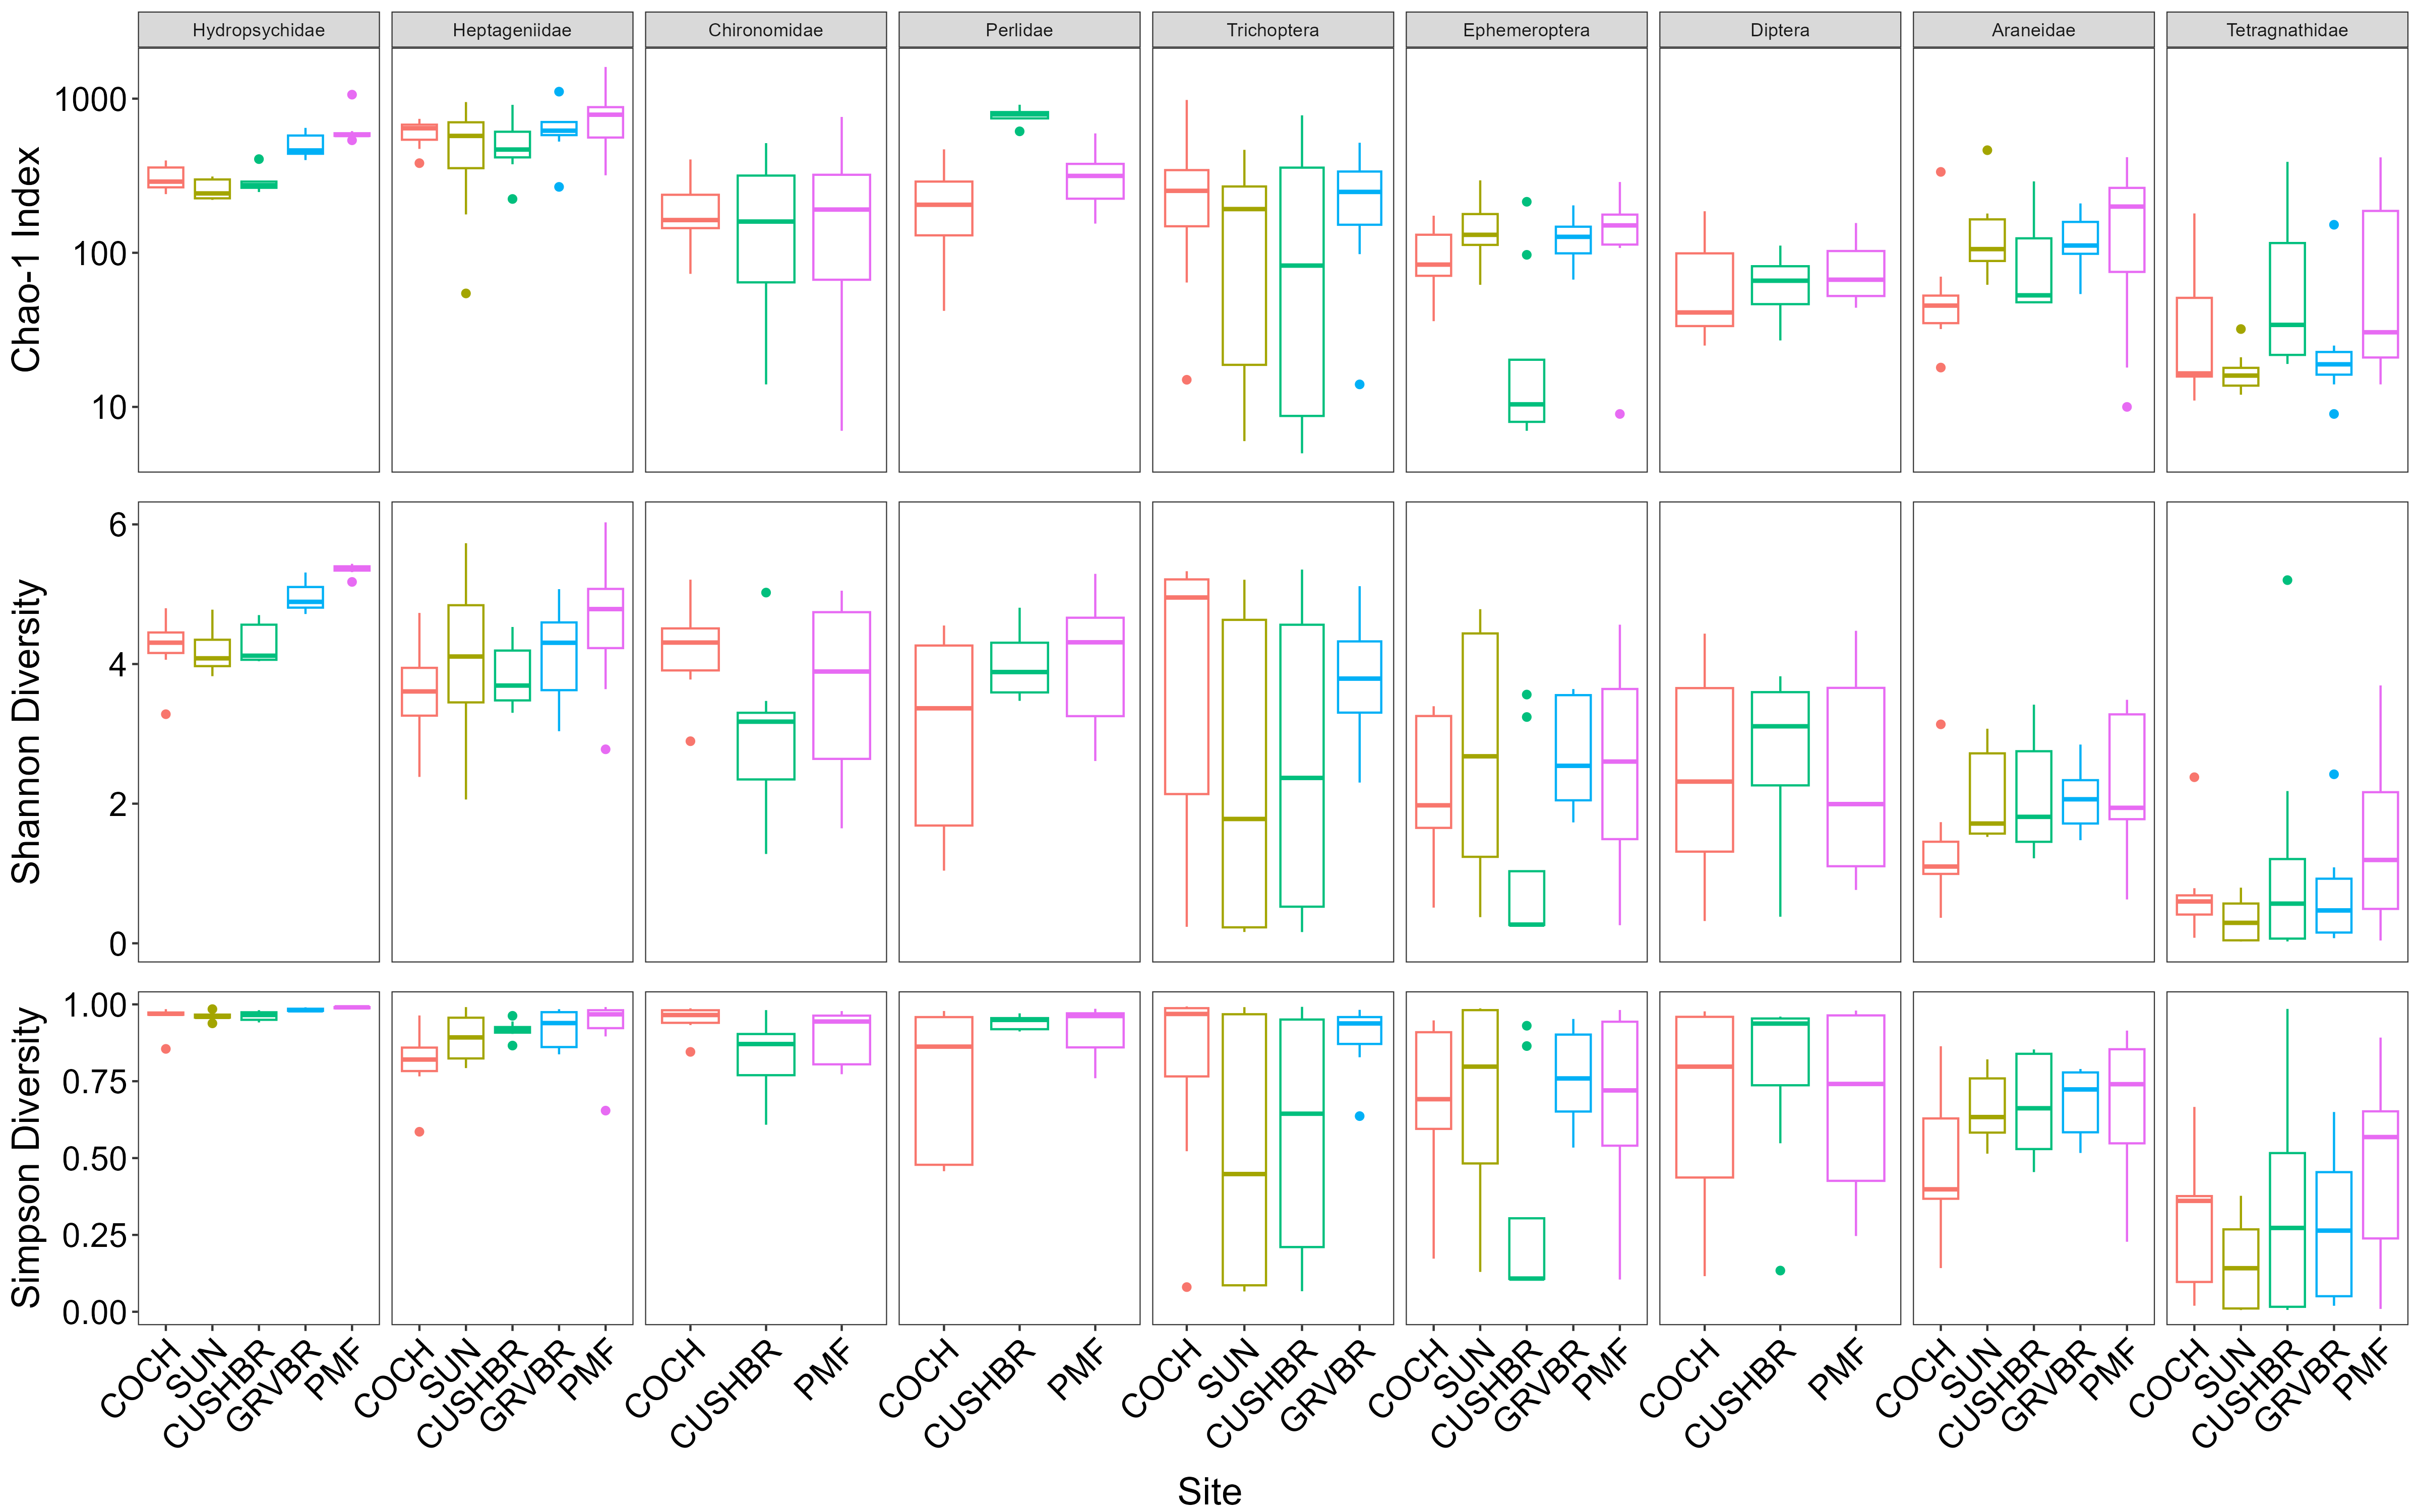 Hydropsychidae Heptageniidae Chironomidae Perlidae Trichoptera Ephemeroptera Diptera Araneidae Tetragnathidae
Chao-1 Index
1000
100
10
Shannon Diversity
6
4
2
0
Simpson Diversity
1.00
0.75
0.50
0.25
0.00
COCH SUN CUSHBR GRVBR PMF COCH SUN CUSHBR GRVBR PMF COCH CUSHBR PMF COCH CUSHBR PMF COCH SUN CUSHBR GRVBR COCH SUN CUSHBR GRVBR PMF COCH CUSHBR PMF COCH SUN CUSHBR GRVBR PMF COCH SUN CUSHBR GRVBR PMF
Site